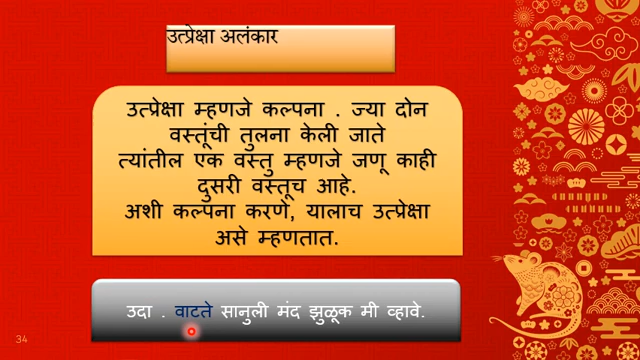 उत्प्रेक्षा अलंकार
उत्प्रेक्षा म्हणजे कल्पना . ज्या दोन
वस्तूंची तुलना केली जाते
त्यांतील एक वस्तु म्हणजे जणू काही
दुसरी वस्तूच आहे.
अशी कल्पना करणे, यालाच उत्प्रेक्षा
असे म्हणतात.
उदा . वाटते सानुली मंद झुळूक मी व्हावे.
34